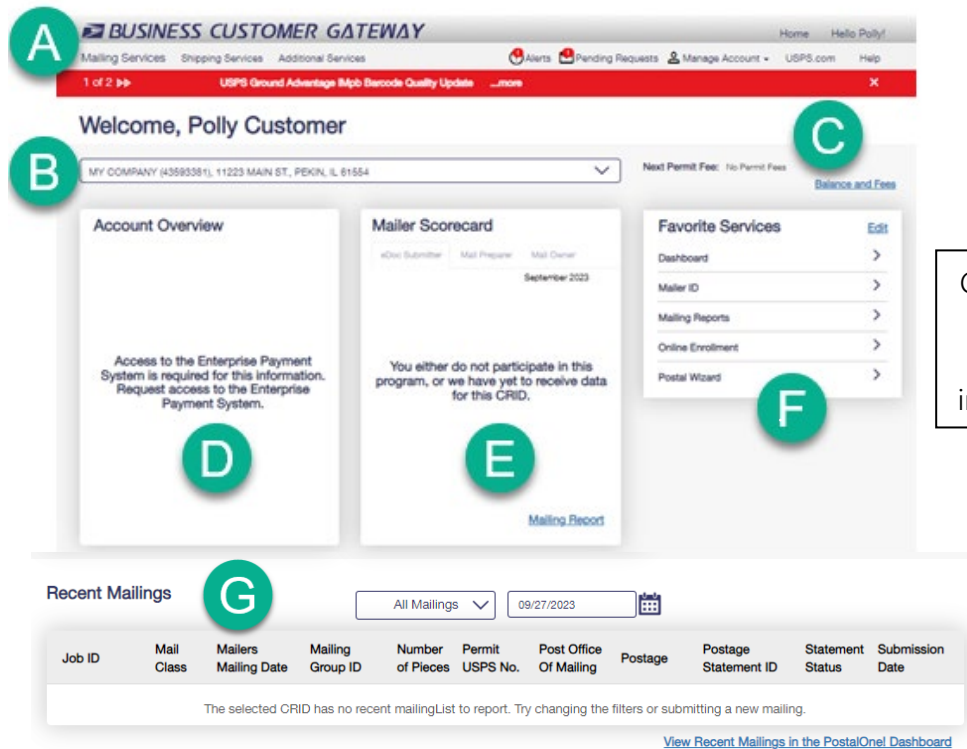 A
BUSINESS CUSTOMER GATEWAY
Home Hello Polly!
Mailing Services Shipping Services Additional Services Alerts Pending Requests Manage Account USPS.com Help
1 of 2 USPS Ground Advantage IMpb Barcode Quality Update ...more ×
Welcome, Polly Customer
C
B
MY COMPANY (43593381), 11223 MAIN ST., PEKIN, IL 61554
Next Permit Fee: No Permit Fees
Balance and Fees
Account Overview
Access to the Enterprise Payment
System is required for this information.
Request access to the Enterprise
Payment System.
D
Mailer Scorecard
eDoc Submitter Mail Preparer Mail Owner
September 2023
You either do not participate in this
program, or we have yet to receive data
for this CRID.
E
Mailing Report
Favorite Services Edit
Dashboard
Mailer ID
Mailing Reports
Online Enrollment
Postal Wizard
F
in
Recent Mailings
G
All Mailings 09/27/2023
Job ID Mail Class Mailers Mailing Date Mailing Group ID Number of Pieces Permit USPS No. Post Office Of Mailing Postage Postage Statement ID Statement Status Submission Date
The selected CRID has no recent mailingList to report. Try changing the filters or submitting a new mailing.
View Recent Mailings in the PostalOne! Dashboard